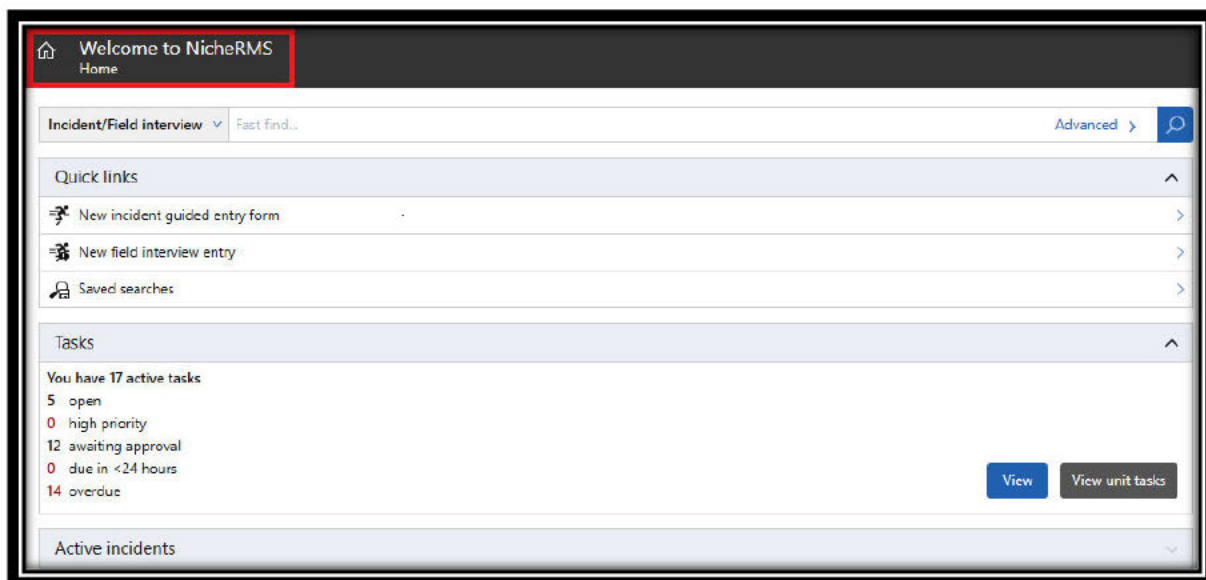 Welcome to NicheRMS
Home
Incident/Field interview Fast find... Advanced
Quick links
New incident guided entry form
New field interview entry
Saved searches
Tasks
You have 17 active tasks
5 open
0 high priority
12 awaiting approval
0 due in <24 hours
14 overdue
View View unit tasks
Active incidents